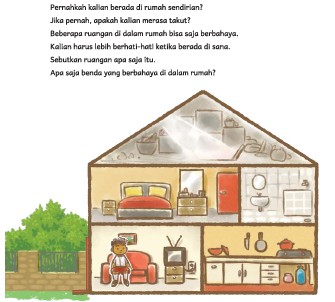 Pernahkah kalian berada di rumah sendirian?
Jika pernah, apakah kalian merasa takut?
Beberapa ruangan di dalam rumah bisa saja berbahaya.
Kalian harus lebih berhati-hati ketika berada di sana.
Sebutkan ruangan apa saja itu.
Apa saja benda yang berbahaya di dalam rumah?